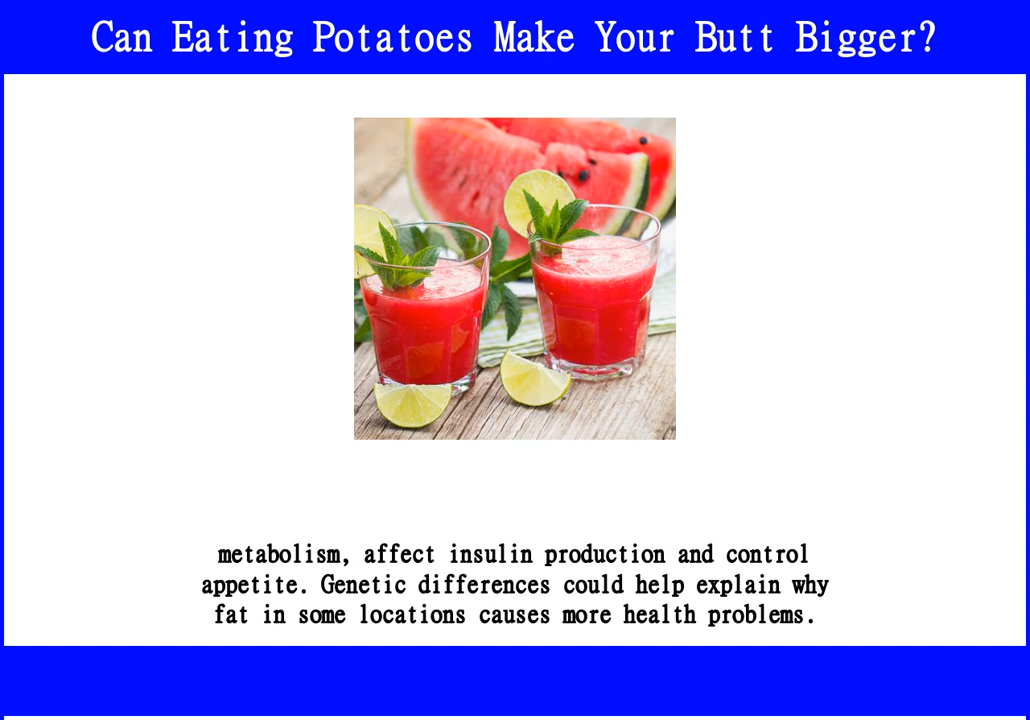 Can Eating Potatoes Make Your Butt Bigger?
metabolism, affect insulin production and control
appetite. Genetic differences could help explain why
fat in some locations causes more health problems.